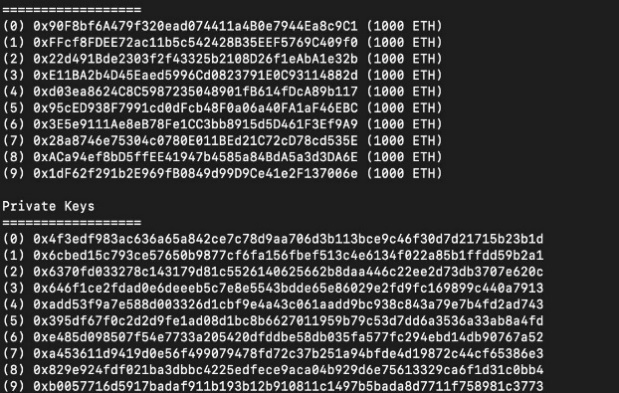 ==================
(0) 0x90F8bf6A479f320ead074411a4B0e7944Ea8c9C1 (1000 ETH)
(1) 0xFFcf8FDEE72ac11b5c542428B35EEF5769C409f0 (1000 ETH)
(2) 0x22d491Bde2303f2f43325b2108D26f1eAbA1e32b (1000 ETH)
(3) 0xE11BA2b4D45Eaed5996Cd0823791E0C93114882d (1000 ETH)
(4) 0xd03ea8624C8C5987235048901fB614fDcA89b117 (1000 ETH)
(5) 0x95cED938F7991cd0dFcb48F0a06a40FA1aF46EBC (1000 ETH)
(6) 0x3E5e9111Ae8eB78Fe1CC3bb8915d5D461F3Ef9A9 (1000 ETH)
(7) 0x28a8746e75304c0780E011BEd21C72cD78cd535E (1000 ETH)
(8) 0xACa94ef8bD5ffEE41947b4585a84BdA5a3d3DA6E (1000 ETH)
(9) 0x1dF62f291b2E969fB0849d99D9Ce41e2F137006e (1000 ETH)
Private Keys
==================
(0) 0x4f3edf983ac636a65a842ce7c78d9aa706d3b113bce9c46f30d7d21715b23b1d
(1) 0x6cbed15c793ce57650b9877cf6fa156fbef513c4e6134f022a85b1ffdd59b2a1
(2) 0x6370fd033278c143179d81c5526140625662b8daa446c22ee2d73db3707e620c
(3) 0x646f1ce2fdad0e6deeeb5c7e8e5543bdde65e86029e2fd9fc169899c440a7913
(4) 0xadd53f9a7e588d003326d1cbf9e4a43c061aadd9bc938c843a79e7b4fd2ad743
(5) 0x395df67f0c2d2d9fe1ad08d1bc8b6627011959b79c53d7dd6a3536a33ab8a4fd
(6) 0xe485d098507f54e7733a205420dfddbe58db035fa577fc294ebd14db90767a52
(7) 0xa453611d9419d0e56f499079478fd72c37b251a94bfde4d19872c44cf65386e3
(8) 0x829e924fdf021ba3dbbc4225edfece9aca04b929d6e75613329ca6f1d31c0bb4
(9) 0xb0057716d5917badaf911b193b12b910811c1497b5bada8d7711f758981c3773